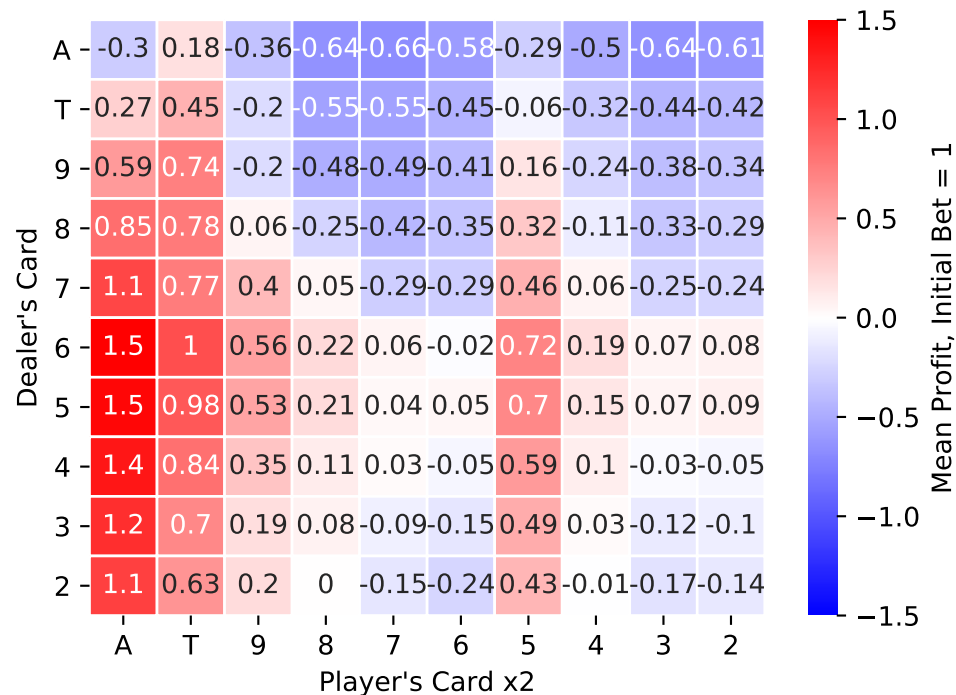 A -0.3 0.18 -0.36 -0.64 -0.66 -0.58 -0.29 -0.5 -0.64 -0.61
T 0.27 0.45 -0.2 -0.55 -0.55 -0.45 -0.06 -0.32 -0.44 -0.42
9 0.59 0.74 -0.2 -0.48 -0.49 -0.41 0.16 -0.24 -0.38 -0.34
8 0.85 0.78 0.06 -0.25 -0.42 -0.35 0.32 -0.11 -0.33 -0.29
7 1.1 0.77 0.4 0.05 -0.29 -0.29 0.46 0.06 -0.25 -0.24
6 1.5 1 0.56 0.22 0.06 -0.02 0.72 0.19 0.07 0.08
5 1.5 0.98 0.53 0.21 0.04 0.05 0.7 0.15 0.07 0.09
4 1.4 0.84 0.35 0.11 0.03 -0.05 0.59 0.1 -0.03 -0.05
3 1.2 0.7 0.19 0.08 -0.09 -0.15 0.49 0.03 -0.12 -0.1
2 1.1 0.63 0.2 0 -0.15 -0.24 0.43 -0.01 -0.17 -0.14
A T 9 8 7 6 5 4 3 2
Player's Card x2
Dealer's Card
1.5
1.0
0.5
0.0
−0.5
−1.0
−1.5
Mean Profit, Initial Bet = 1